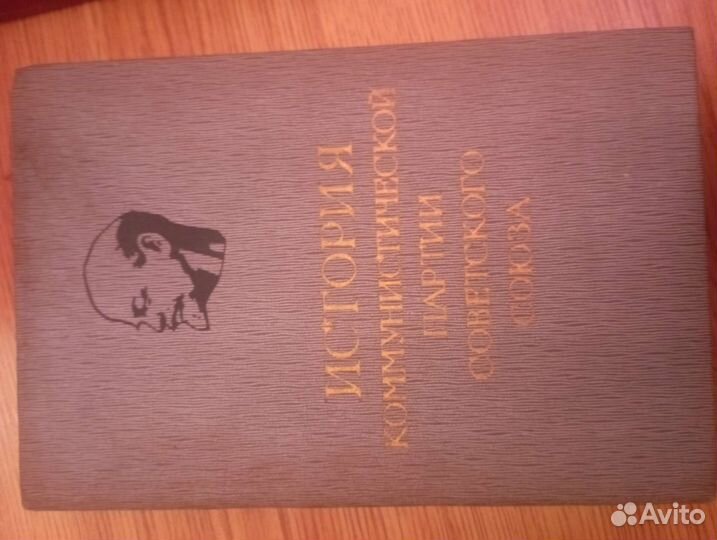 ИСТОРИЯ
КОММУНИСТИЧЕСКОЙ
ПАРТИИ
СОВЕТСКОГО
СОЮЗА
Avito